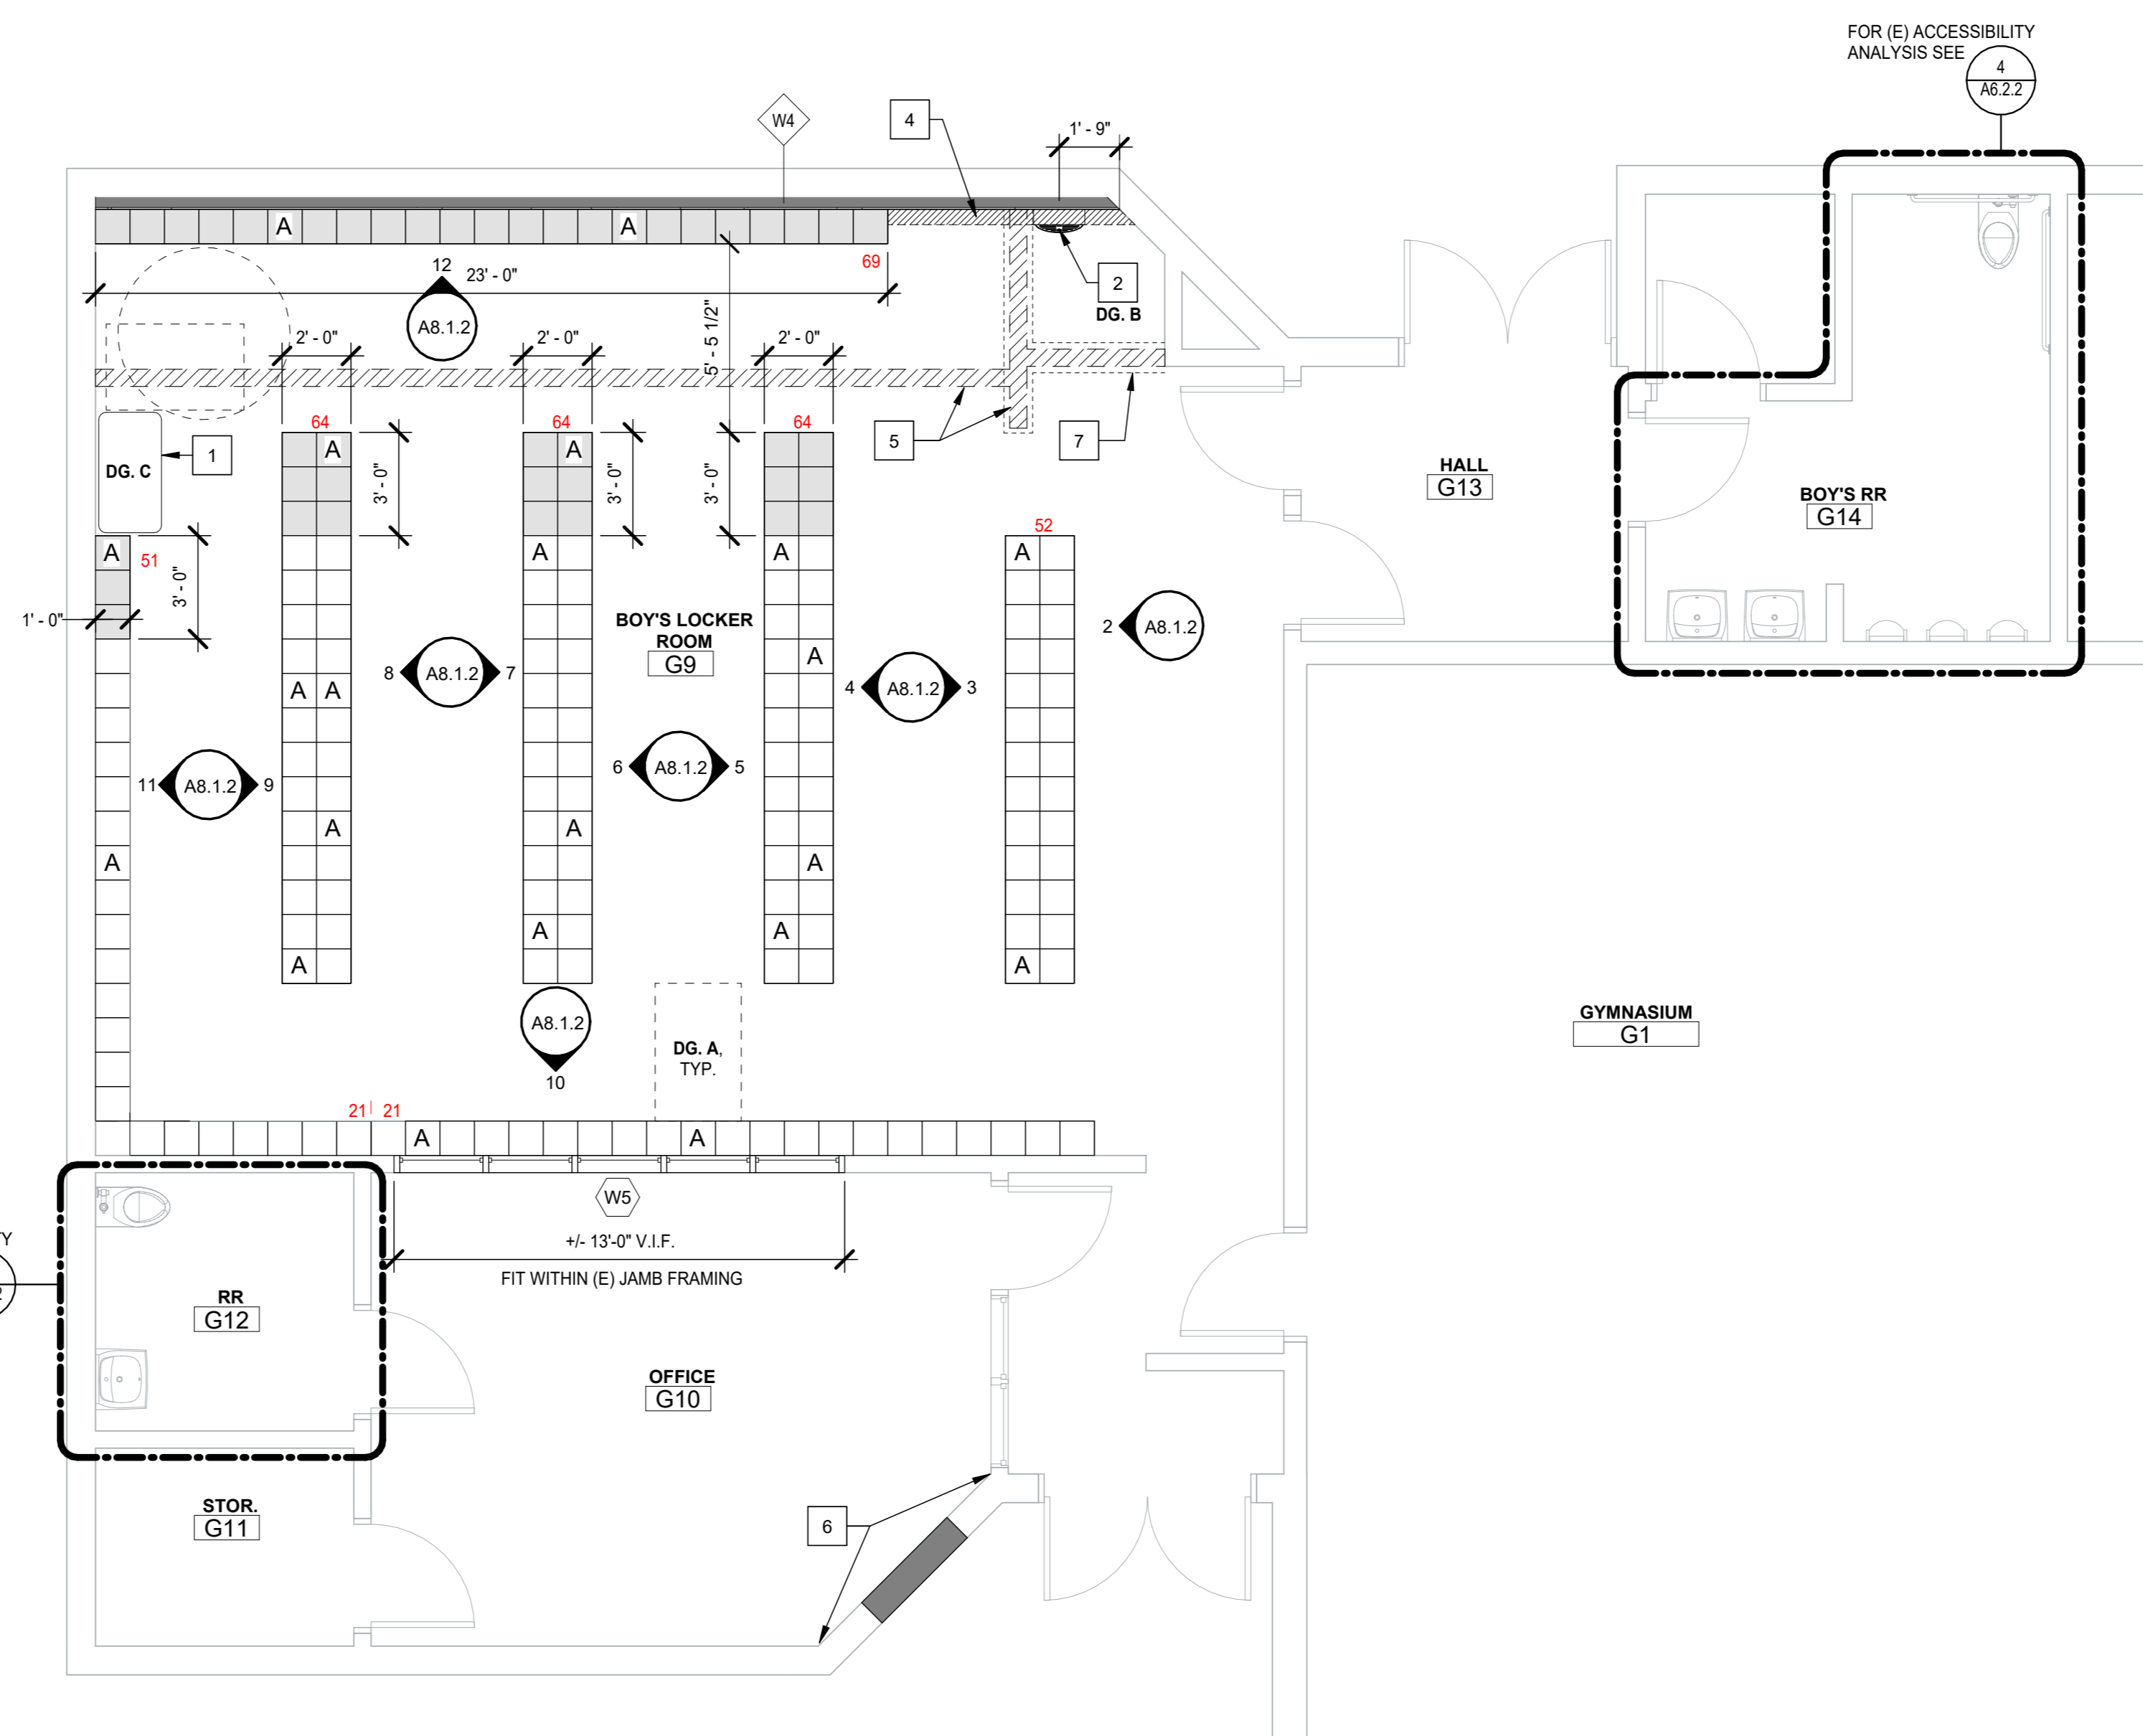 FOR (E) ACCESSIBILITY
ANALYSIS SEE
4
A6.2.2
W4
4
1' - 9"
A
A
69
12
23' - 0"
A8.1.2
5' - 5 1/2"
2
DG. B
2' - 0"
2' - 0"
2' - 0"
64
64
64
5
7
A
A
3' - 0"
3' - 0"
3' - 0"
DG. C
1
HALL
G13
BOY'S RR
G14
52
A
51
3' - 0"
A
A
A
1' - 0"
BOY'S LOCKER
ROOM
G9
2
A8.1.2
A
8
A8.1.2
7
4
A8.1.2
3
A
A
6
A8.1.2
5
11
A8.1.2
9
A
A
A
A
A
A
A
A
A8.1.2
10
DG. A,
TYP.
GYMNASIUM
G1
21
21
A
A
W5
+/- 13'-0" V.I.F.
FIT WITHIN (E) JAMB FRAMING
TY
2
RR
G12
OFFICE
G10
STOR.
G11
6